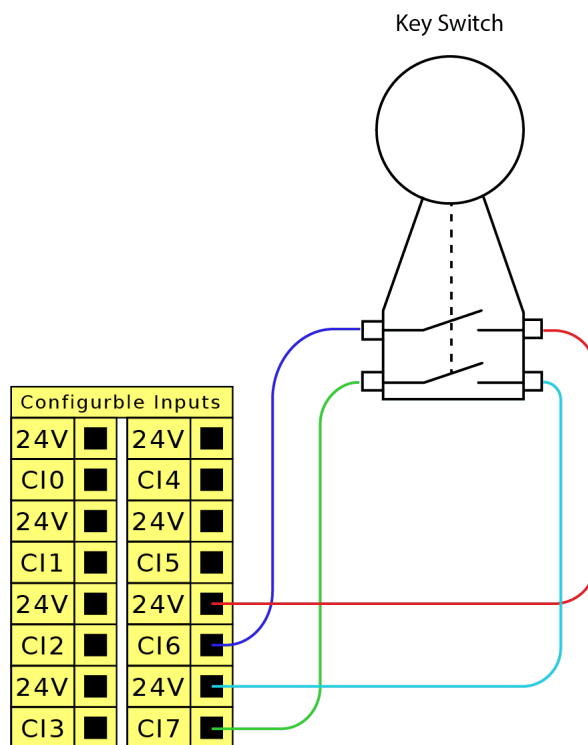 Key Switch
Configurble Inputs
24V 24V
CI0 CI4
24V 24V
CI1 CI5
24V 24V
CI2 CI6
24V 24V
CI3 CI7